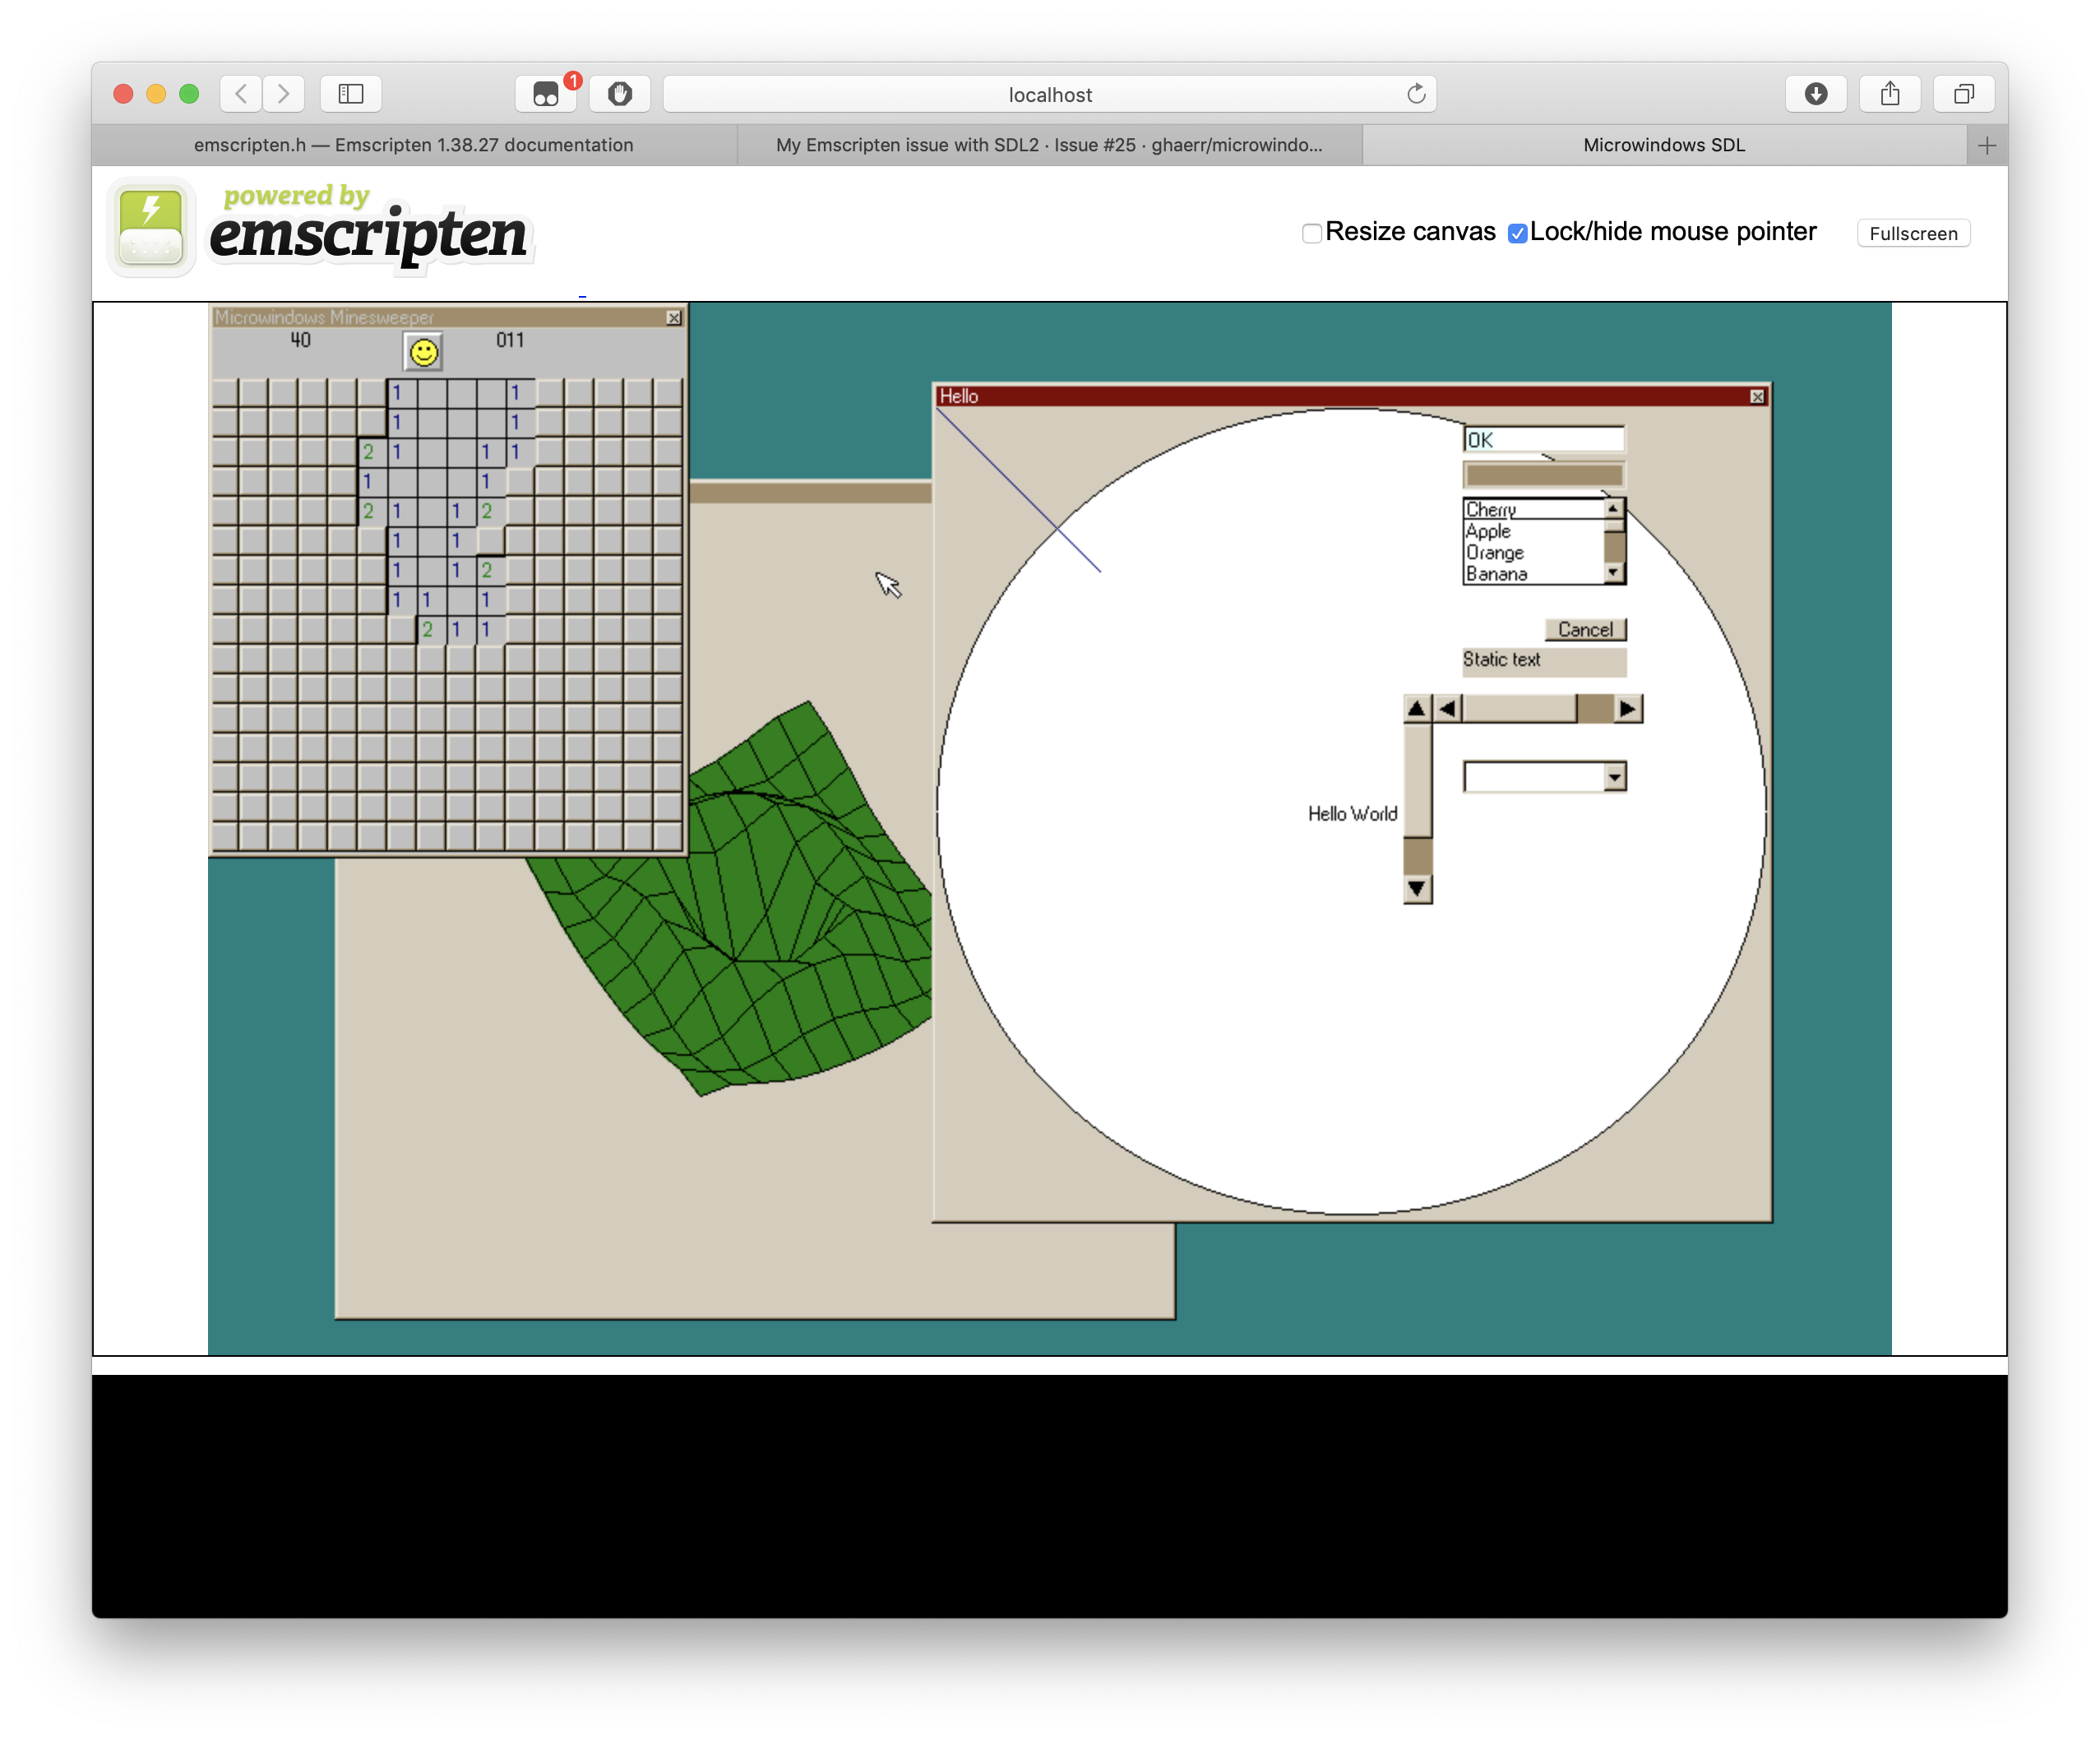 1
localhost
emscripten.h — Emscripten 1.38.27 documentation
My Emscripten issue with SDL2 · Issue #25 · ghaerr/microwindo...
Microwindows SDL
powered by
emscripten
Resize canvas
Lock/hide mouse pointer
Fullscreen
Microwindows Minesweeper
40
011
1 1
1 1
2 1 1 1
1 1
2 1 1 2
1 1
1 1 2
1 1 1
2 1 1
Hello
OK
Cherry
Apple
Orange
Banana
Cancel
Static text
Hello World